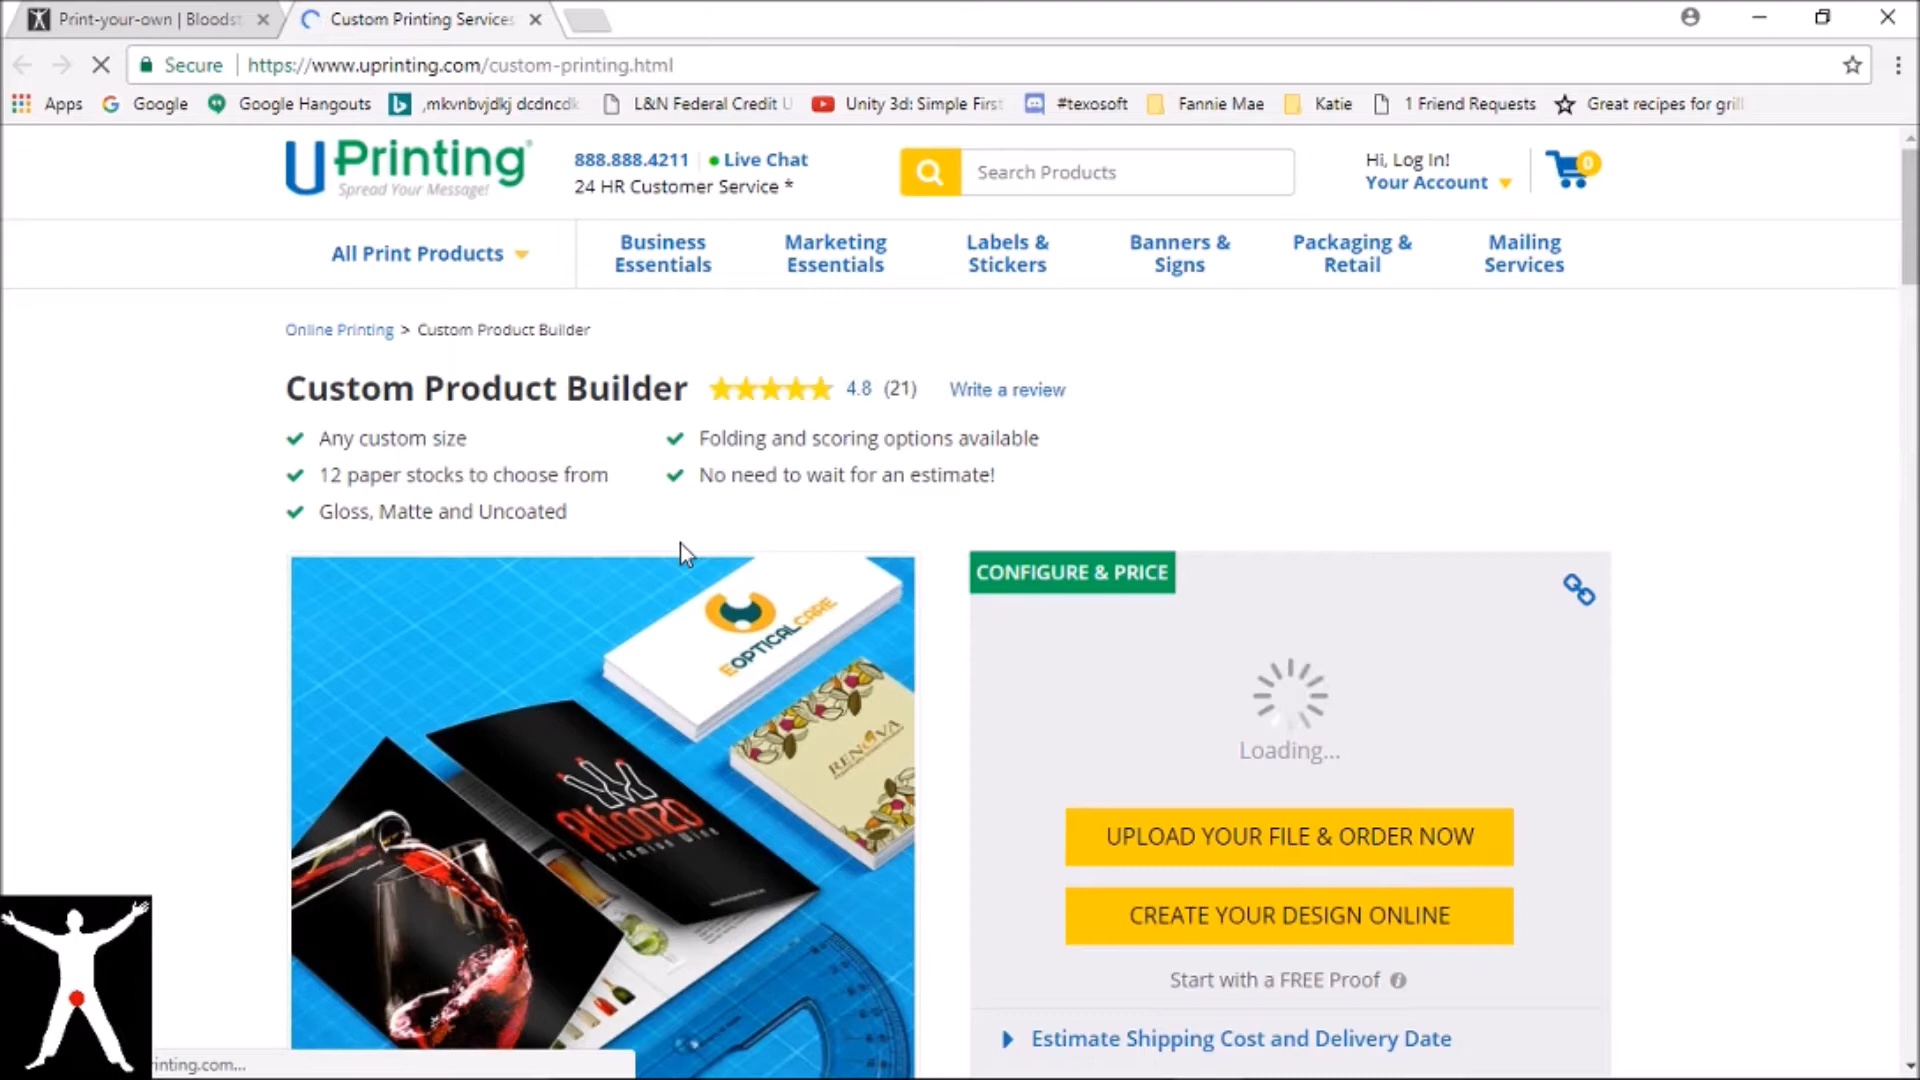 Print-your-own | Bloodst
Custom Printing Services
Secure
https://www.uprinting.com/custom-printing.html
Apps
Google
Google Hangouts
,mkvnbvjdkj dcdncdk
L&N Federal Credit U
Unity 3d: Simple First
#texosoft
Fannie Mae
Katie
1 Friend Requests
Great recipes for grill
UPrinting
Spread Your Message!
888.888.4211
Live Chat
24 HR Customer Service *
Search Products
Hi, Log In!
Your Account
0
All Print Products
Business
Essentials
Marketing
Essentials
Labels &
Stickers
Banners &
Signs
Packaging &
Retail
Mailing
Services
Online Printing > Custom Product Builder
Custom Product Builder
4.8 (21)
Write a review
Any custom size
Folding and scoring options available
12 paper stocks to choose from
No need to wait for an estimate!
Gloss, Matte and Uncoated
EOPTICALCARE
RENOVA
Alfonzo
Premium Wine
CONFIGURE & PRICE
Loading...
UPLOAD YOUR FILE & ORDER NOW
CREATE YOUR DESIGN ONLINE
Start with a FREE Proof
Estimate Shipping Cost and Delivery Date
inting.com...